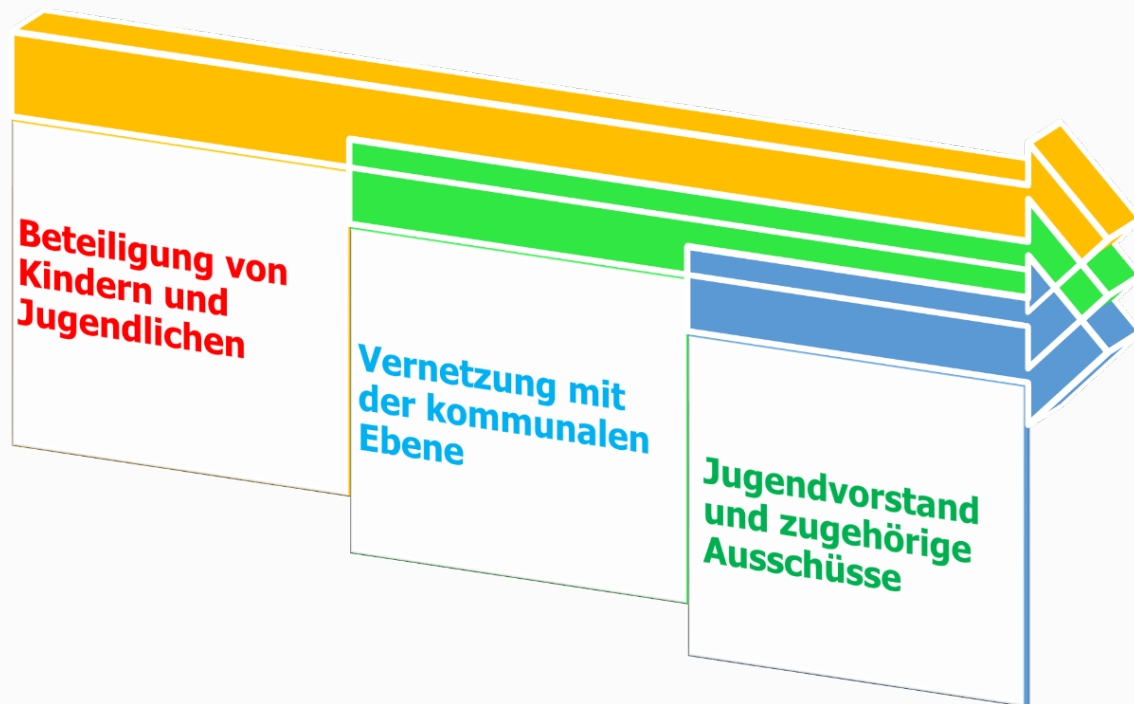 Beteiligung von
Kindern und
Jugendlichen
Vernetzung mit
der kommunalen
Ebene
Jugendvorstand
und zugehörige
Ausschüsse